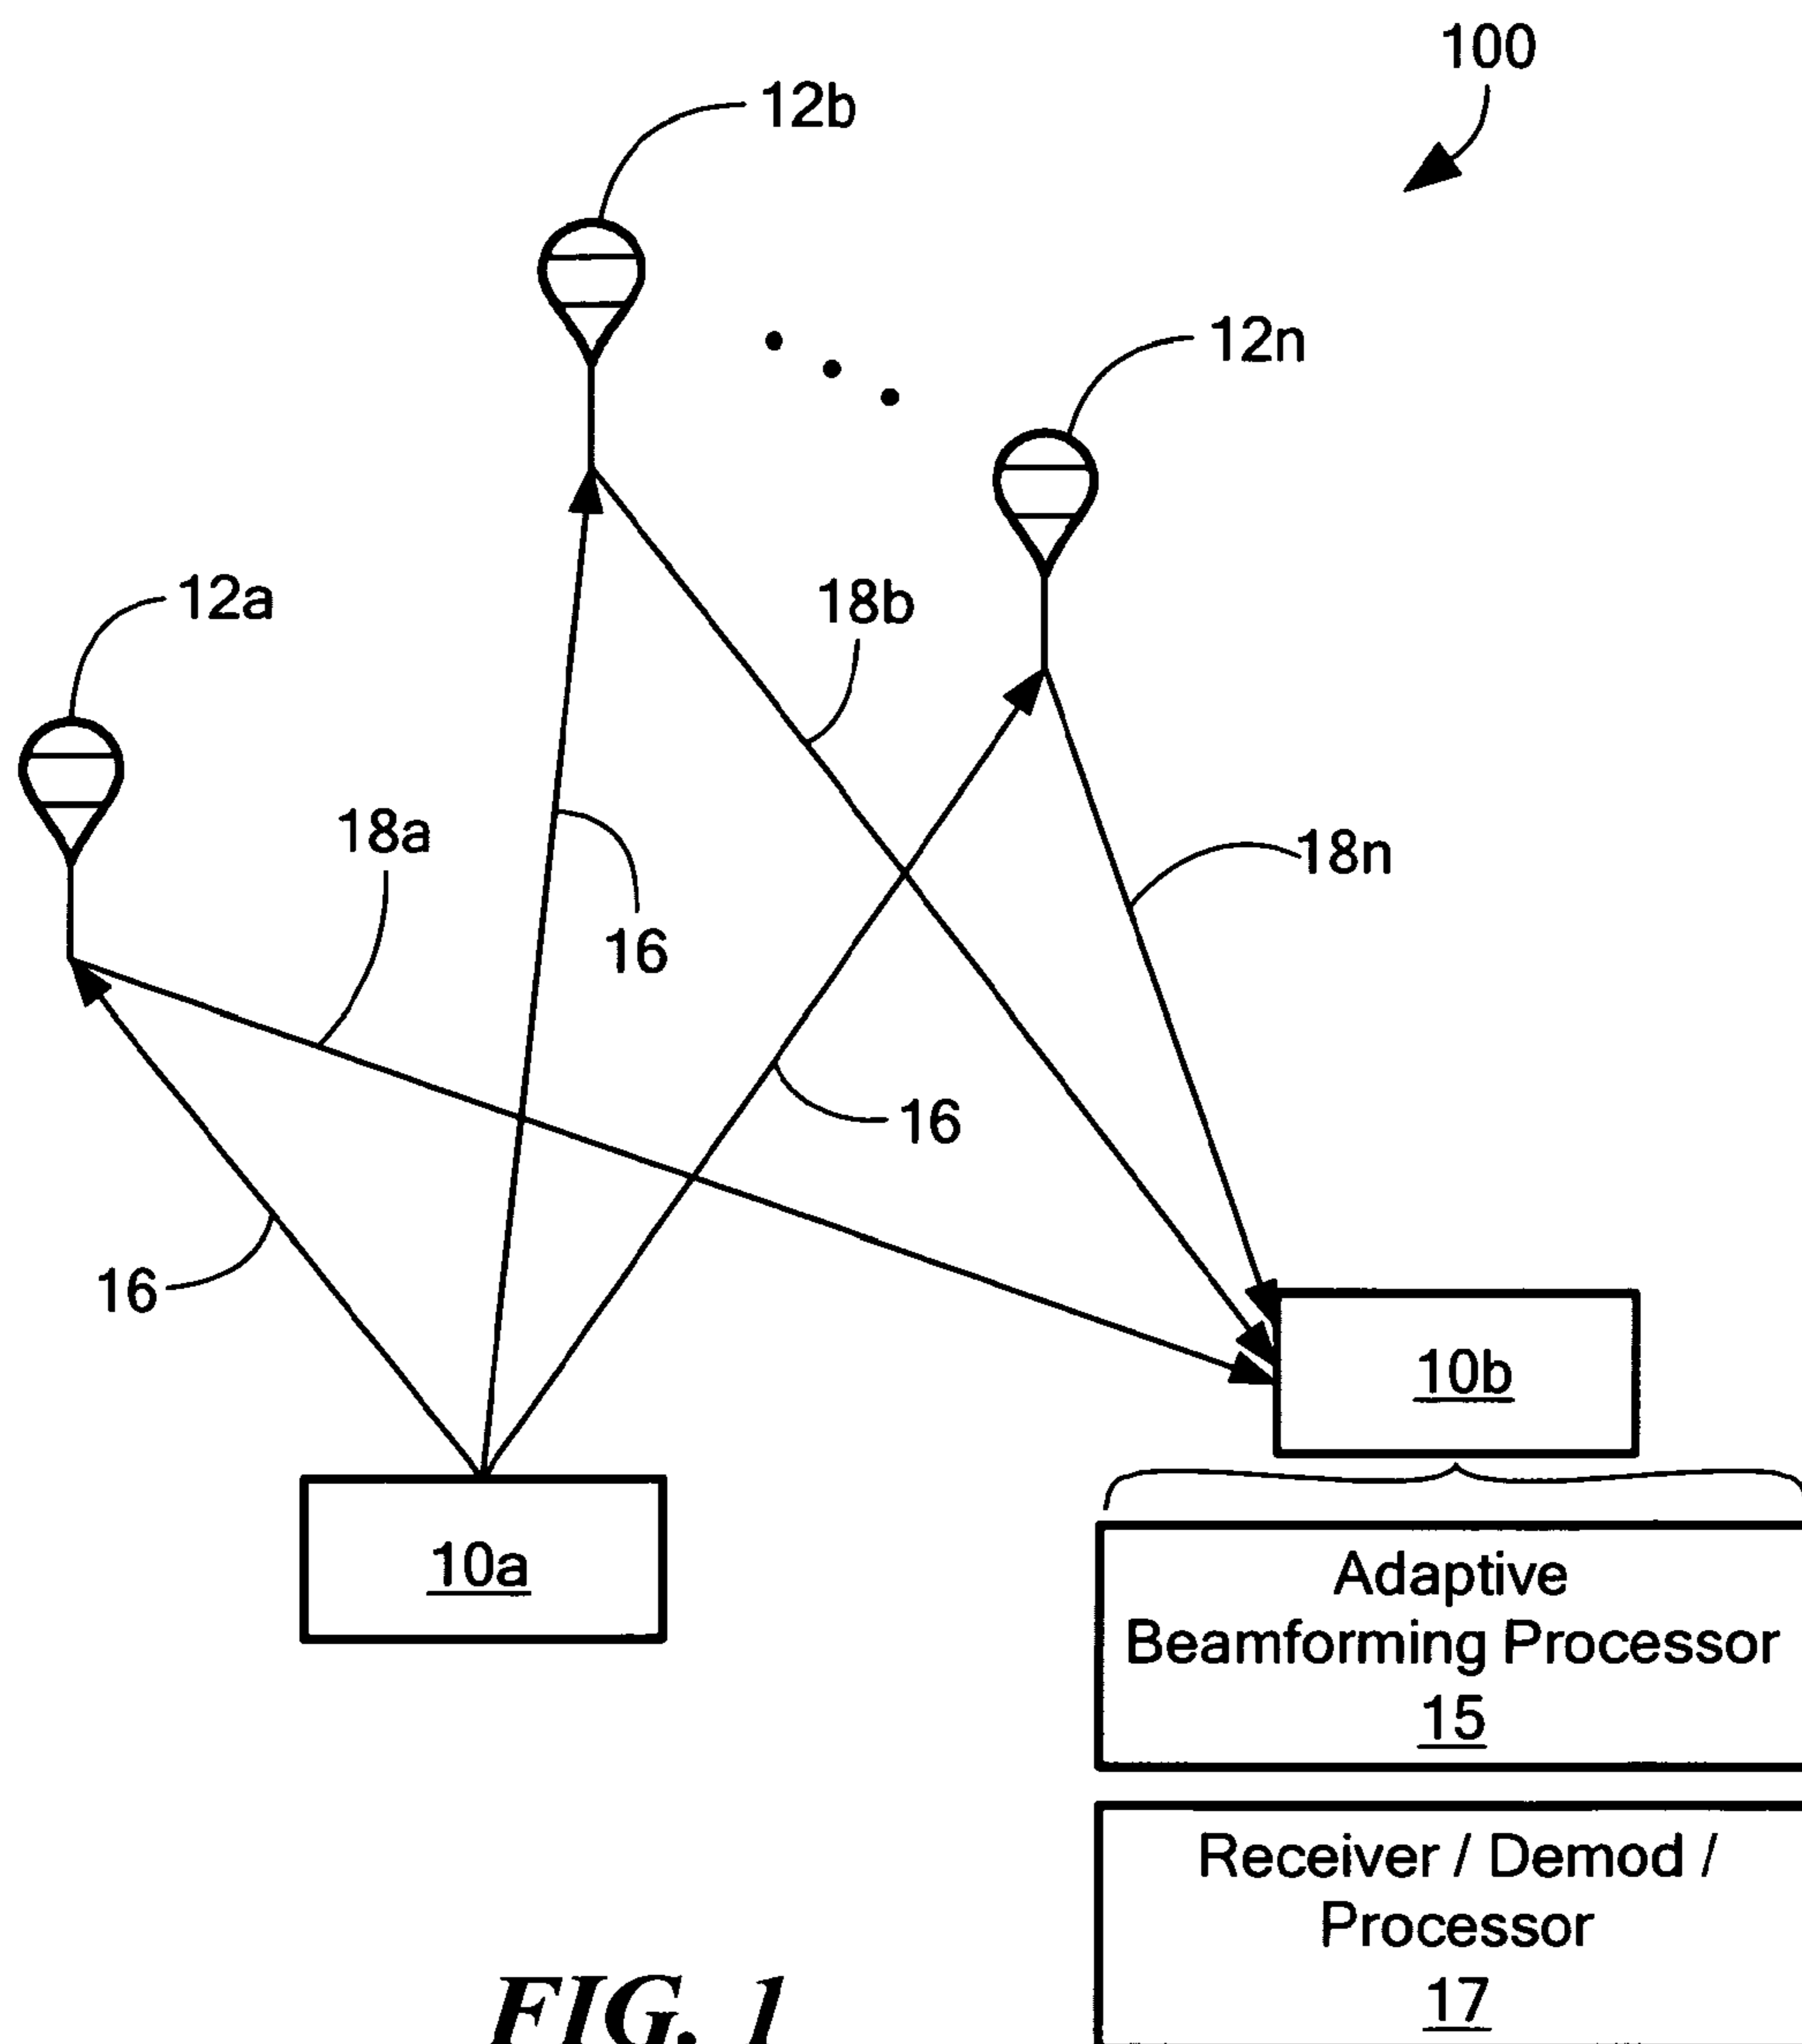 100
12b
12n
12a
18b
18a
18n
16
16
16
10b
10a
Adaptive
Beamforming Processor
15
Receiver / Demod /
Processor
17
FIG. 1